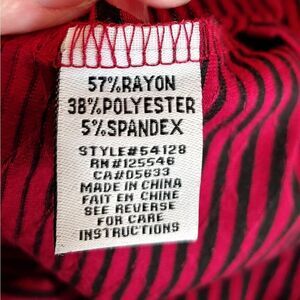 57%RAYON
38%POLYESTER
5%SPANDEX
STYLE#54128
RN#125546
CA#05633
MADE IN CHINA
FAIT EN CHINE
SEE REVERSE
FOR CARE
INSTRUCTIONS